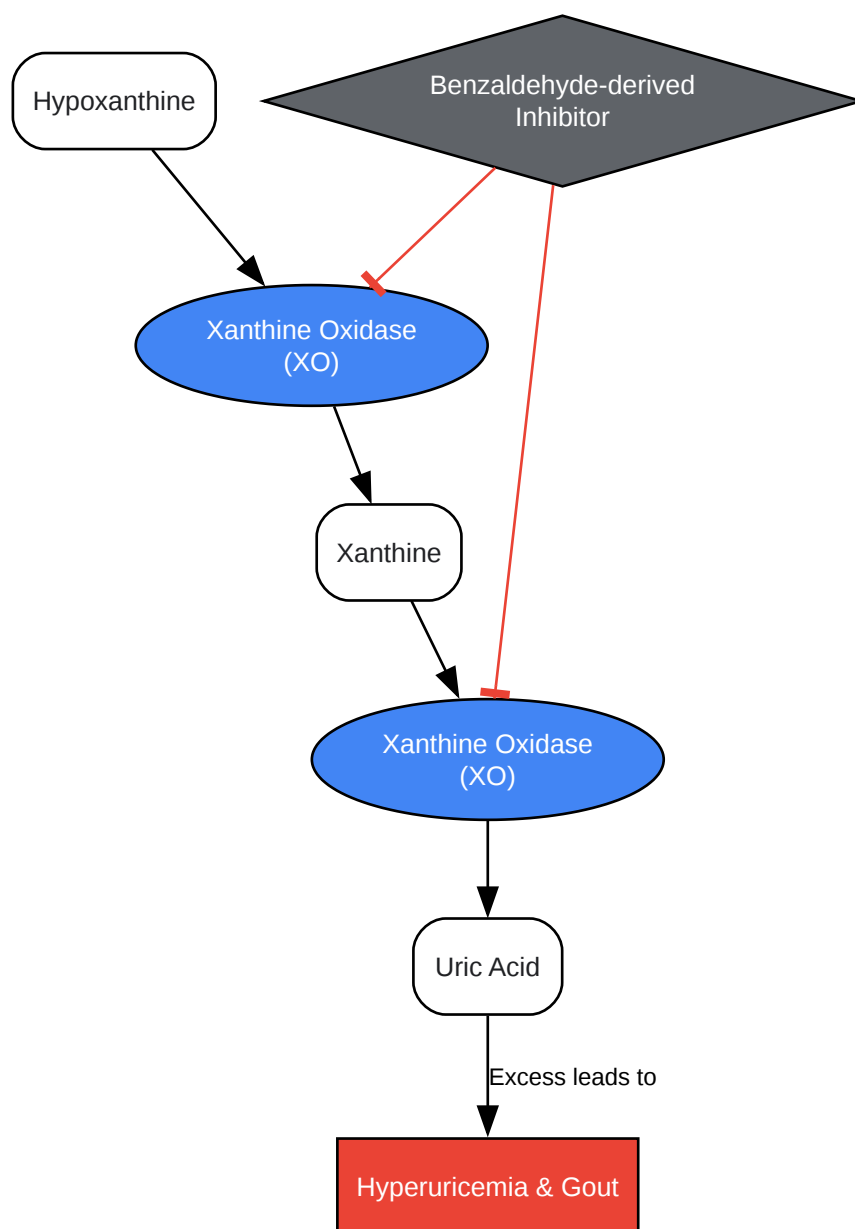 Hypoxanthine
Benzaldehyde-derived
Inhibitor
Xanthine Oxidase
(XO)
Xanthine
Xanthine Oxidase
(XO)
Uric Acid
Excess leads to
Hyperuricemia & Gout